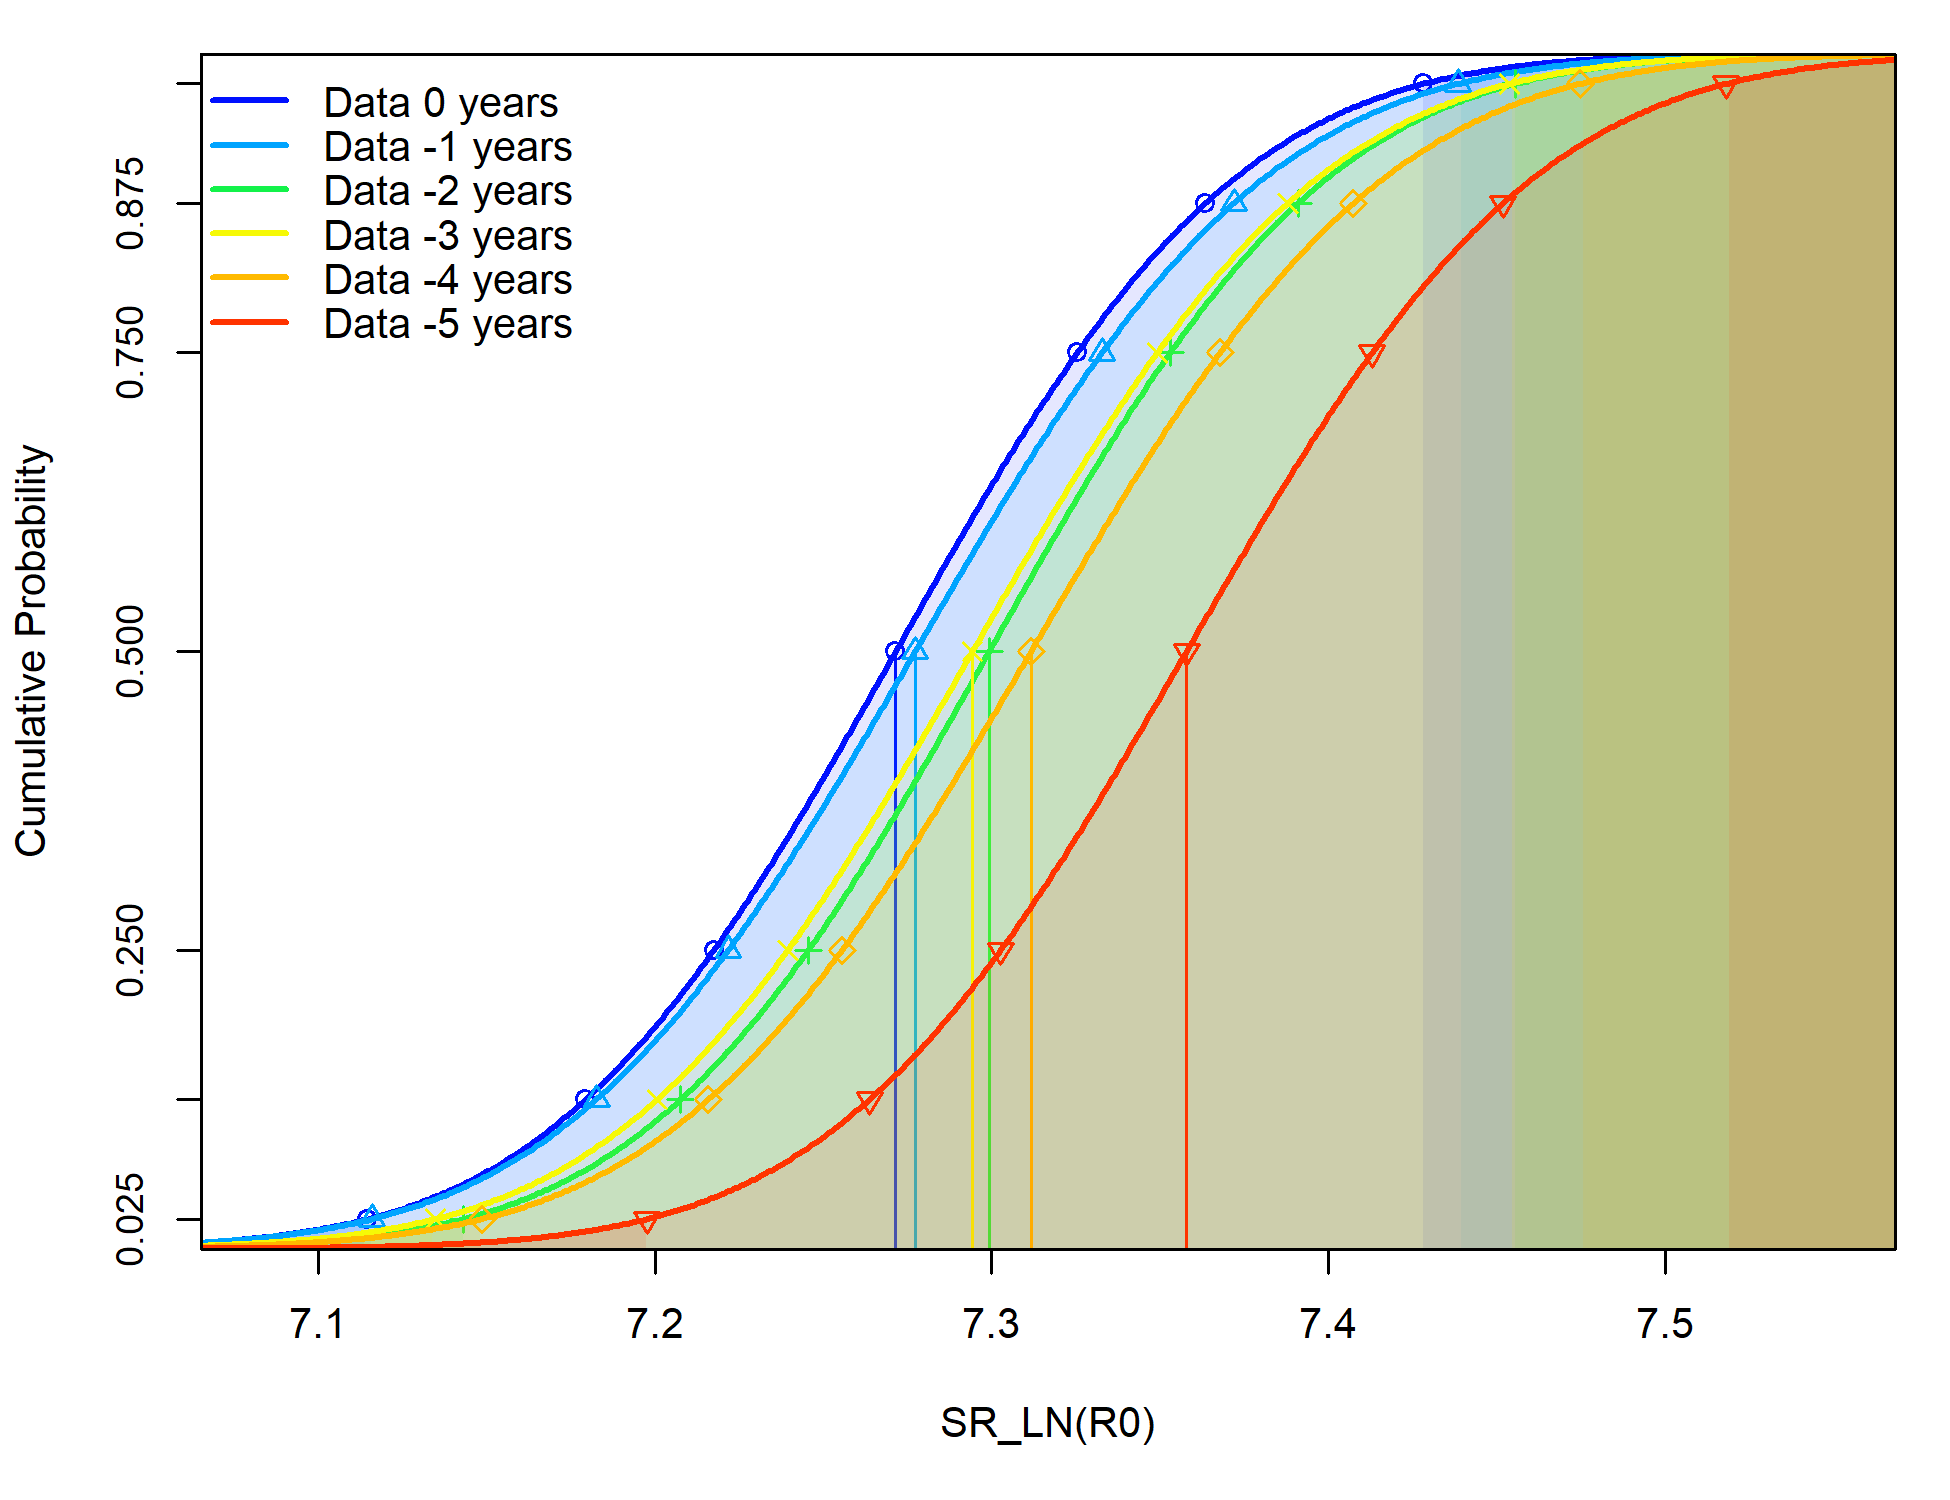 Data 0 years
Data -1 years
Data -2 years
Data -3 years
Data -4 years
Data -5 years
Cumulative Probability
0.875
0.750
0.500
0.250
0.025
7.1 7.2 7.3 7.4 7.5
SR_LN(R0)